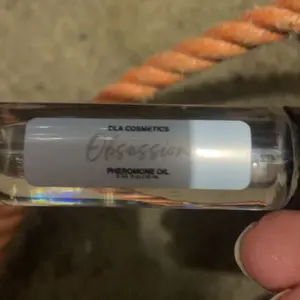 DLA COSMETICS
Obsession
PHEROMONE OIL